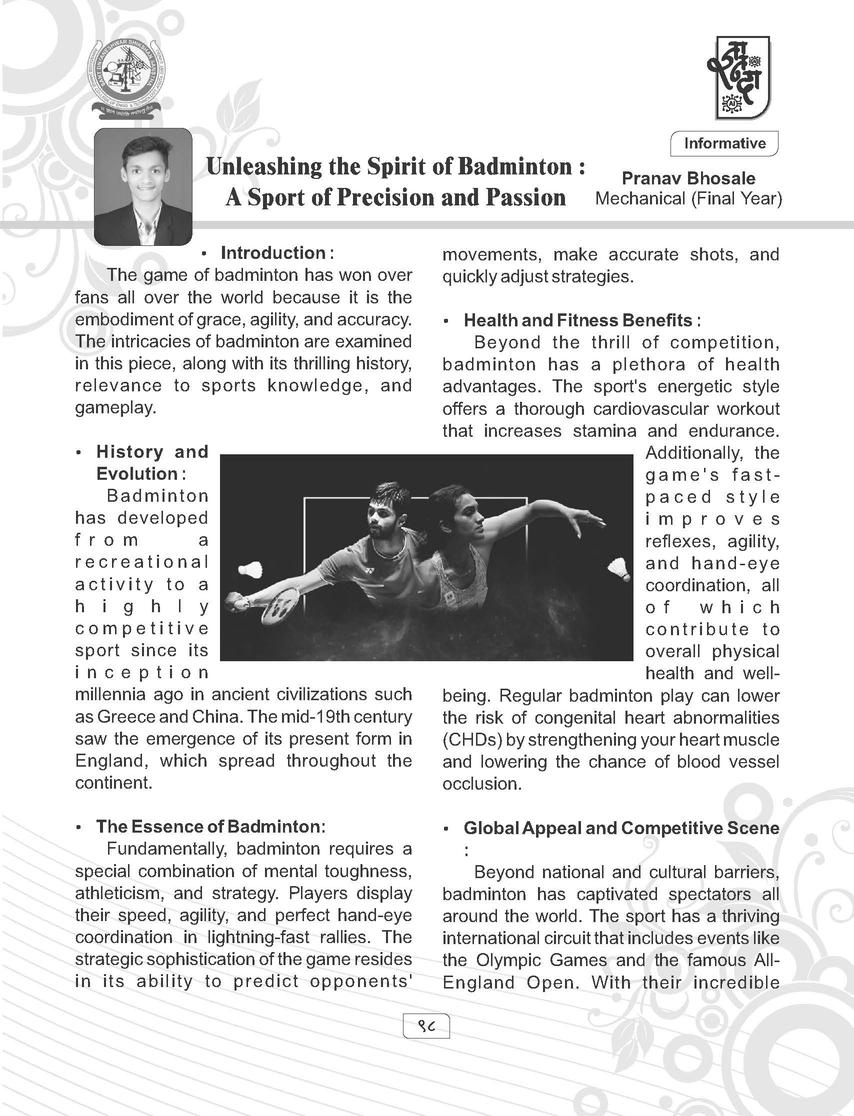 Informative
Unleashing the Spirit of Badminton :
A Sport of Precision and Passion
Pranav Bhosale
Mechanical (Final Year)
• Introduction :
The game of badminton has won over
fans all over the world because it is the
embodiment of grace, agility, and accuracy.
The intricacies of badminton are examined
in this piece, along with its thrilling history,
relevance to sports knowledge, and
gameplay.
• History and
Evolution :
Badminton
has developed
from a
recreational
activity to a
highly
competitive
sport since its
inception
millennia ago in ancient civilizations such
as Greece and China. The mid-19th century
saw the emergence of its present form in
England, which spread throughout the
continent.
• The Essence of Badminton:
Fundamentally, badminton requires a
special combination of mental toughness,
athleticism, and strategy. Players display
their speed, agility, and perfect hand-eye
coordination in lightning-fast rallies. The
strategic sophistication of the game resides
in its ability to predict opponents'
movements, make accurate shots, and
quickly adjust strategies.
• Health and Fitness Benefits :
Beyond the thrill of competition,
badminton has a plethora of health
advantages. The sport's energetic style
offers a thorough cardiovascular workout
that increases stamina and endurance.
Additionally, the
game's fast-
paced style
improves
reflexes, agility,
and hand-eye
coordination, all
of which
contribute to
overall physical
health and well-
being. Regular badminton play can lower
the risk of congenital heart abnormalities
(CHDs) by strengthening your heart muscle
and lowering the chance of blood vessel
occlusion.
• Global Appeal and Competitive Scene
:
Beyond national and cultural barriers,
badminton has captivated spectators all
around the world. The sport has a thriving
international circuit that includes events like
the Olympic Games and the famous All-
England Open. With their incredible
९८